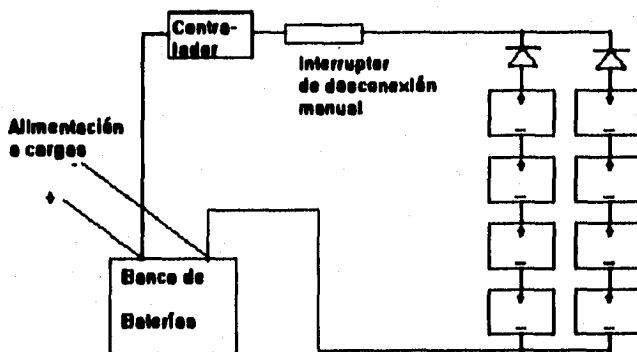 Contro-
lador
Interruptor
de desconexión
manual
Alimentación
a cargas
-
+
Banco de
Baterías